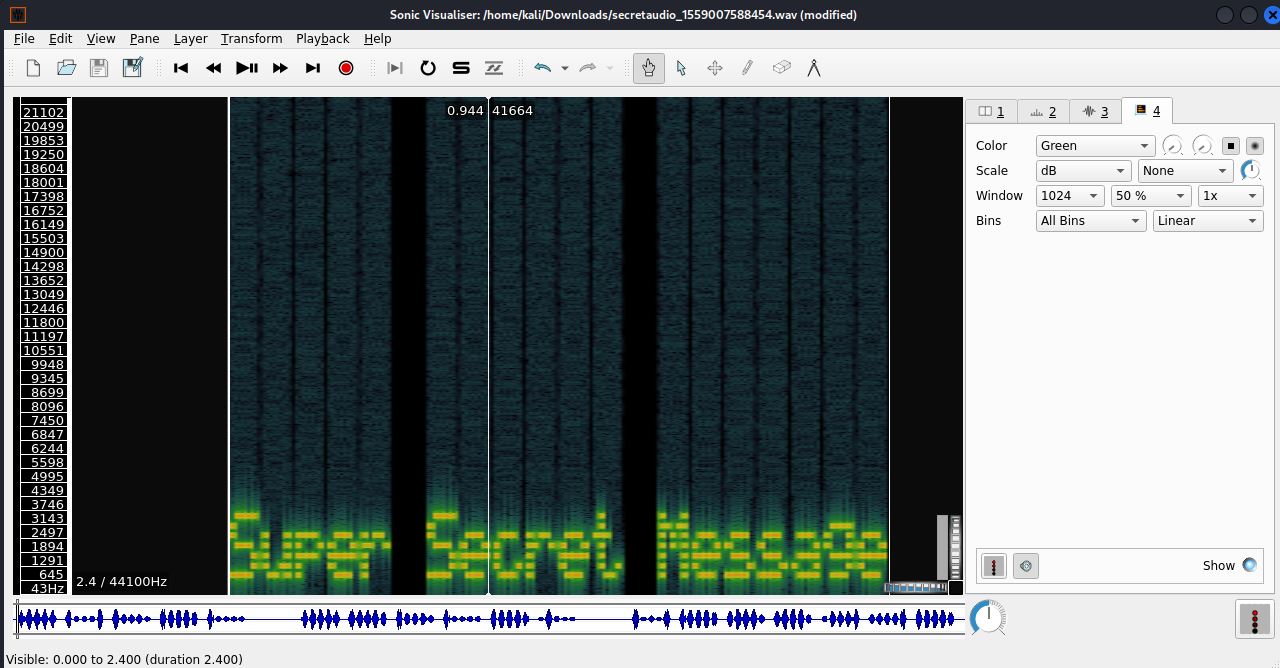 Sonic Visualiser: /home/kali/Downloads/secretaudio_1559007588454.wav (modified)
File Edit View Pane Layer Transform Playback Help
0.944 41664
1 2 3 4
21102
20499
19853
19250
18604
18001
17398
16752
16149
15503
14900
14298
13652
13049
12446
11800
11197
10551
9948
9345
8699
8096
7450
6847
6244
5598
4995
4349
3746
3143
2497
1894
1291
645
43Hz
Super Secret Message
2.4 / 44100Hz
Color Green
Scale dB None
Window 1024 50 % 1x
Bins All Bins Linear
Show
Visible: 0.000 to 2.400 (duration 2.400)